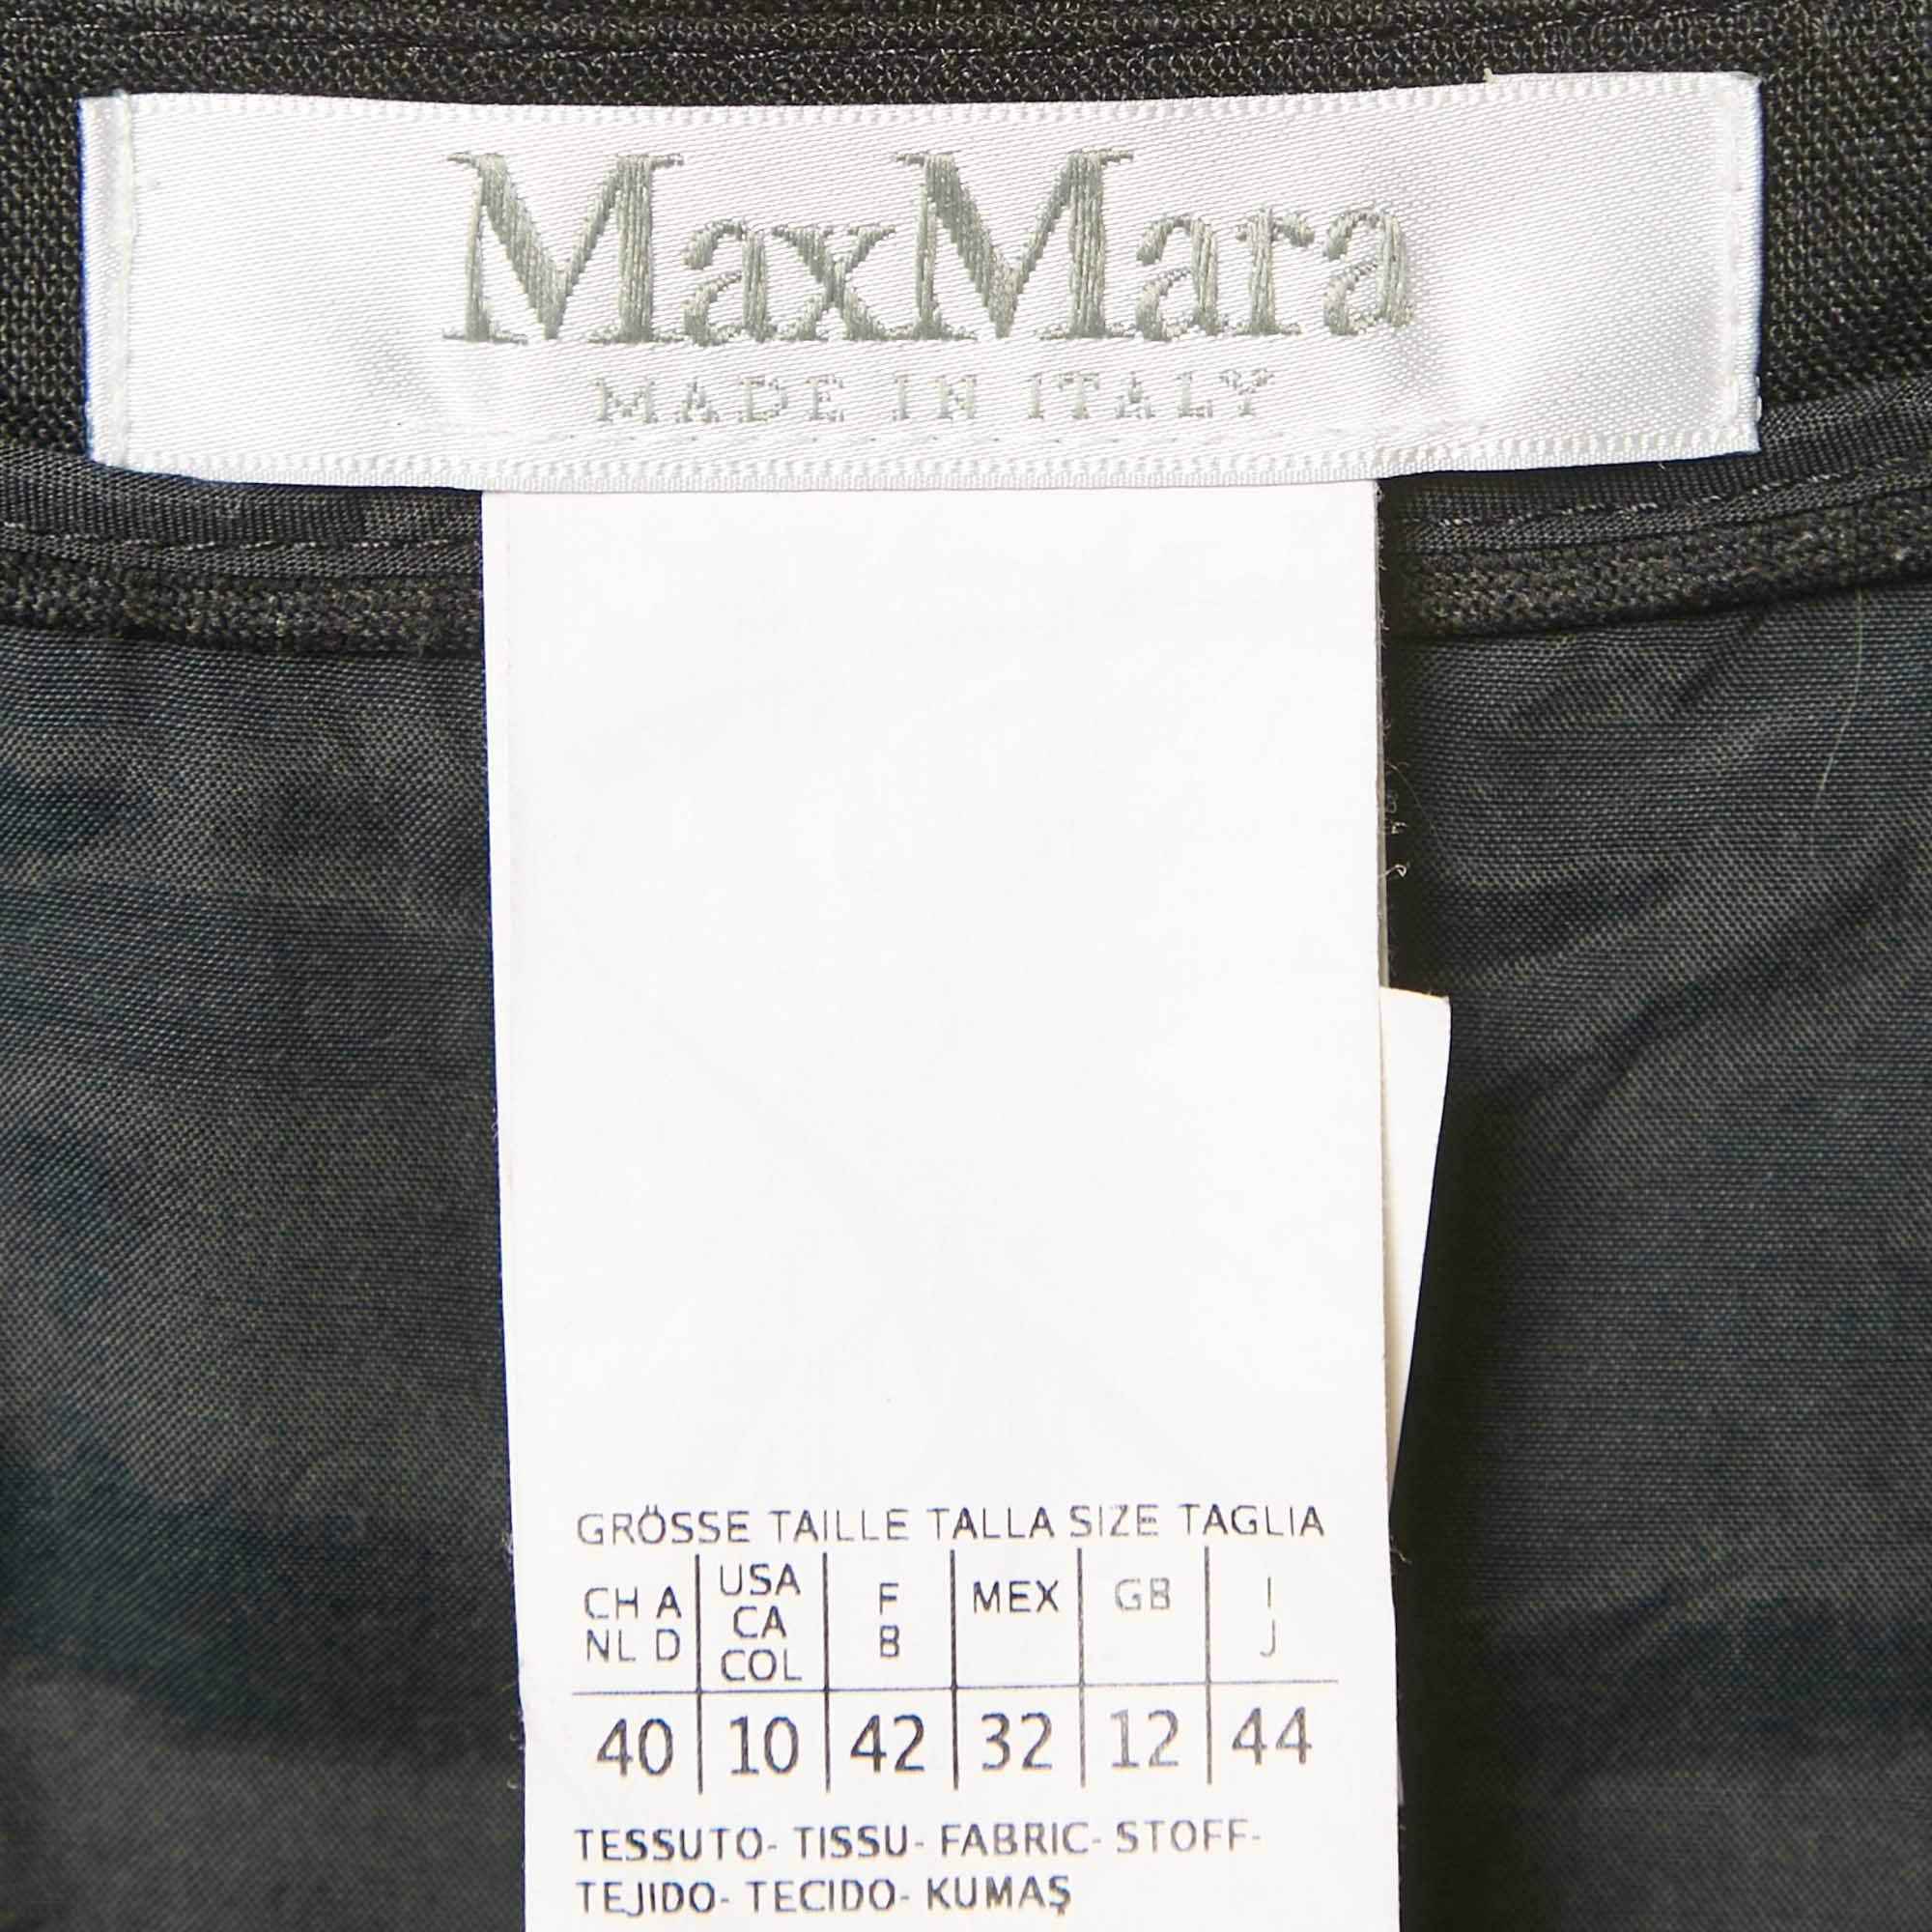 MaxMara
MADE IN ITALY
GRÖSSE TAILLE TALLA SIZE TAGLIA
CH A
NL D
USA
CA
COL
F
B
MEX
GB
I
J
40 10 42 32 12 44
TESSUTO- TISSU- FABRIC- STOFF-
TEJIDO- TECIDO- KUMAŞ